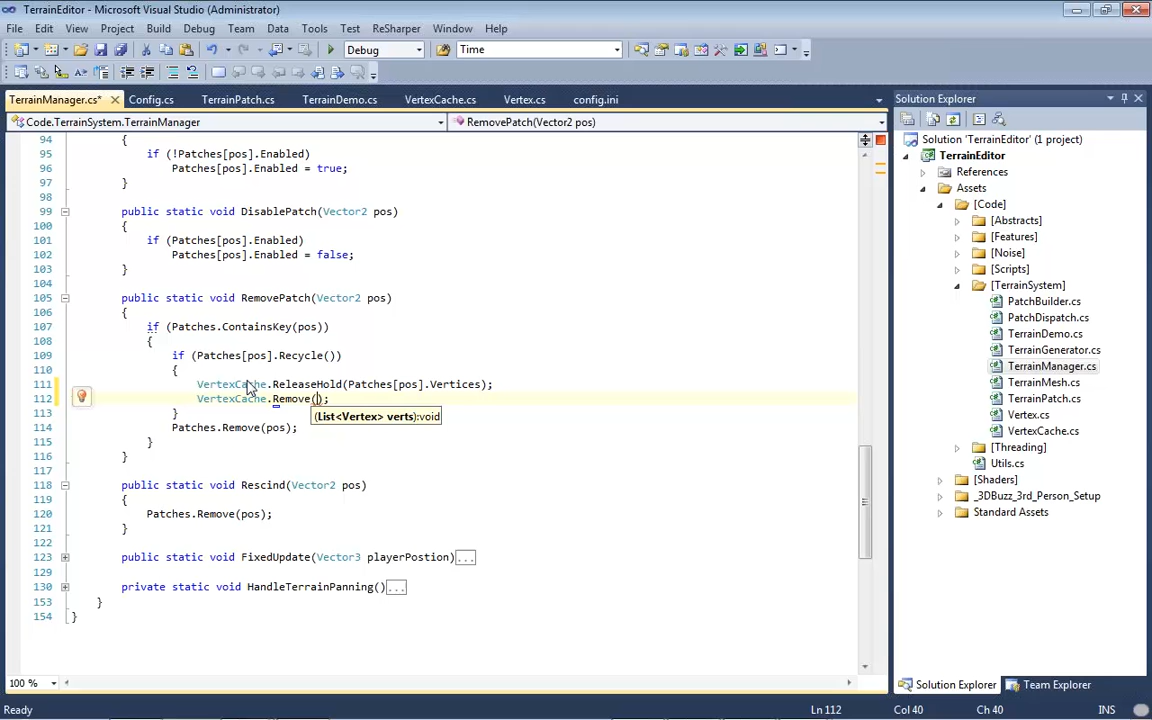 TerrainEditor - Microsoft Visual Studio (Administrator)
File Edit View Project Build Debug Team Data Tools Test ReSharper Window Help
Debug Time
TerrainManager.cs* Config.cs TerrainPatch.cs TerrainDemo.cs VertexCache.cs Vertex.cs config.ini
Code.TerrainSystem.TerrainManager RemovePatch(Vector2 pos)
94 {
95 if (!Patches[pos].Enabled)
96 Patches[pos].Enabled = true;
97 }
98
99 public static void DisablePatch(Vector2 pos)
100 {
101 if (Patches[pos].Enabled)
102 Patches[pos].Enabled = false;
103 }
104
105 public static void RemovePatch(Vector2 pos)
106 {
107 if (Patches.ContainsKey(pos))
108 {
109 if (Patches[pos].Recycle())
110 {
111 VertexCache.ReleaseHold(Patches[pos].Vertices);
112 VertexCache.Remove();
(List<Vertex> verts):void
113 }
114 Patches.Remove(pos);
115 }
116 }
117
118 public static void Rescind(Vector2 pos)
119 {
120 Patches.Remove(pos);
121 }
122
123 public static void FixedUpdate(Vector3 playerPostion)...
129
130 private static void HandleTerrainPanning()...
153 }
154 }
100 %
Solution Explorer
Solution 'TerrainEditor' (1 project)
TerrainEditor
References
Assets
[Code]
[Abstracts]
[Features]
[Noise]
[Scripts]
[TerrainSystem]
PatchBuilder.cs
PatchDispatch.cs
TerrainDemo.cs
TerrainGenerator.cs
TerrainManager.cs
TerrainMesh.cs
TerrainPatch.cs
Vertex.cs
VertexCache.cs
[Threading]
Utils.cs
[Shaders]
_3DBuzz_3rd_Person_Setup
Standard Assets
Solution Explorer Team Explorer
Ready Ln 112 Col 40 Ch 40 INS